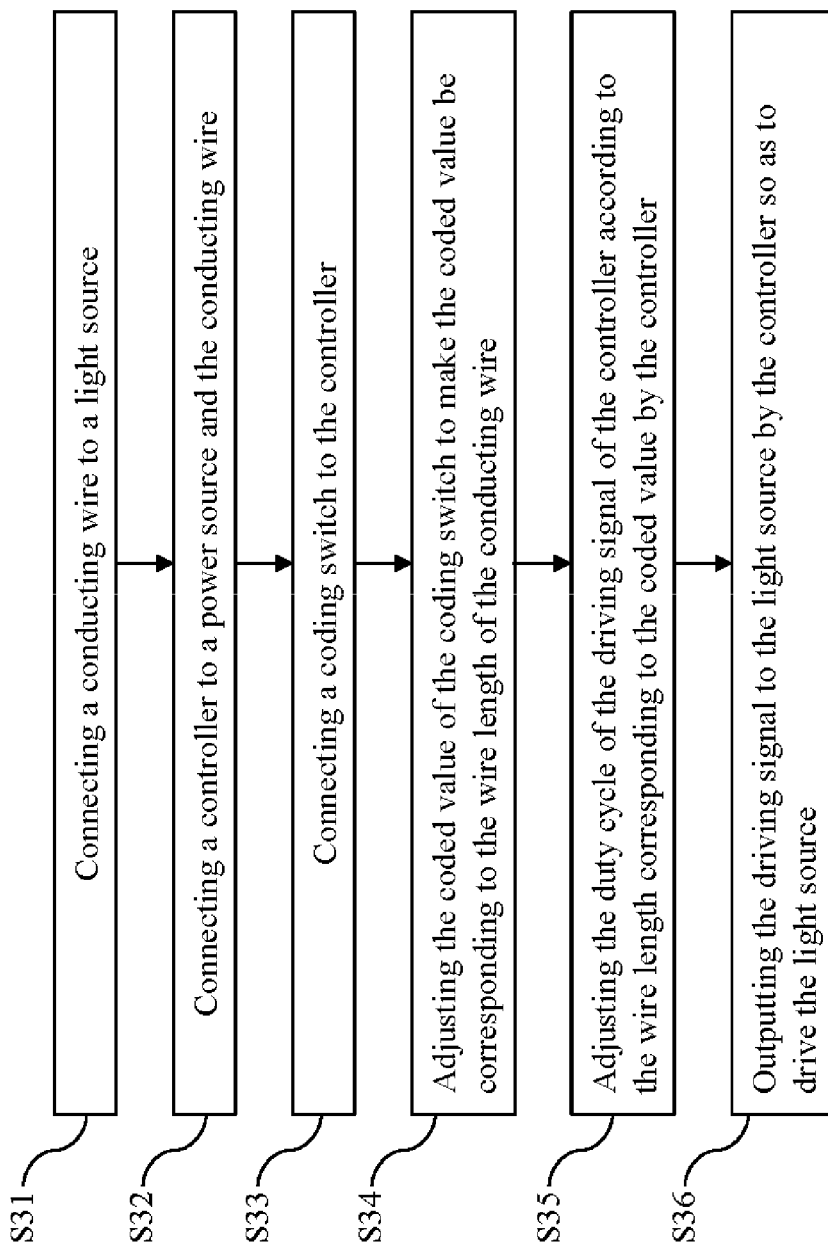 S31
Connecting a conducting wire to a light source
S32
Connecting a controller to a power source and the conducting wire
S33
Connecting a coding switch to the controller
S34
Adjusting the coded value of the coding switch to make the coded value be
corresponding to the wire length of the conducting wire
S35
Adjusting the duty cycle of the driving signal of the controller according to
the wire length corresponding to the coded value by the controller
S36
Outputting the driving signal to the light source by the controller so as to
drive the light source